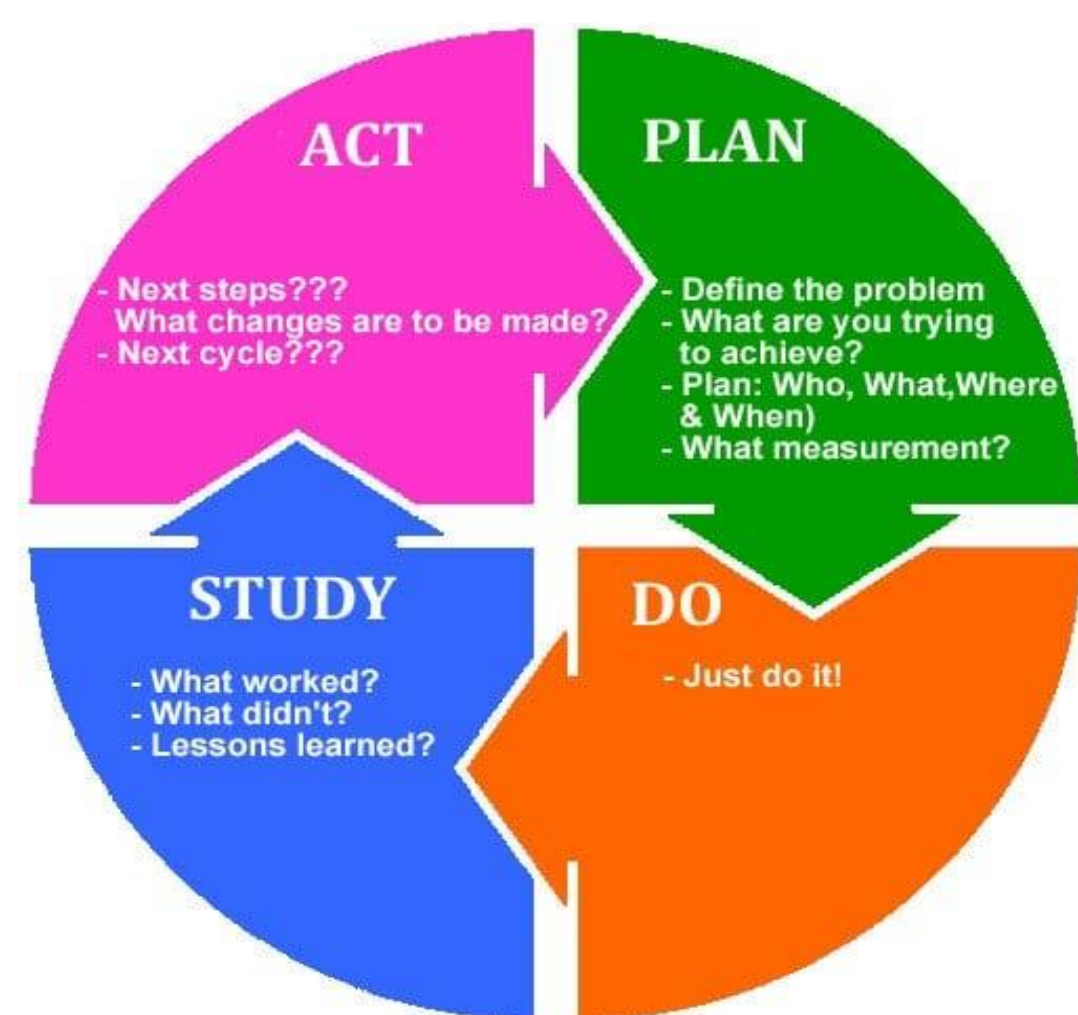 ACT
- Next steps???
What changes are to be made?
- Next cycle???
PLAN
- Define the problem
- What are you trying
to achieve?
- Plan: Who, What,Where
& When)
- What measurement?
STUDY
- What worked?
- What didn't?
- Lessons learned?
DO
- Just do it!